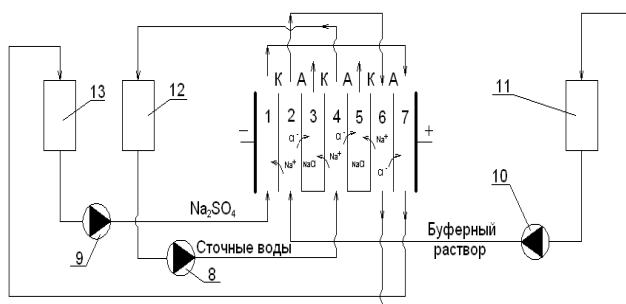 13
12
11
К А К А К А
− 1 2 3 4 5 6 7 +
Cl⁻ Cl⁻ Na⁺
Na⁺ NaCl Na⁺ NaCl Cl⁻
10
Na₂SO₄
Буферный
раствор
Сточные воды
9
8